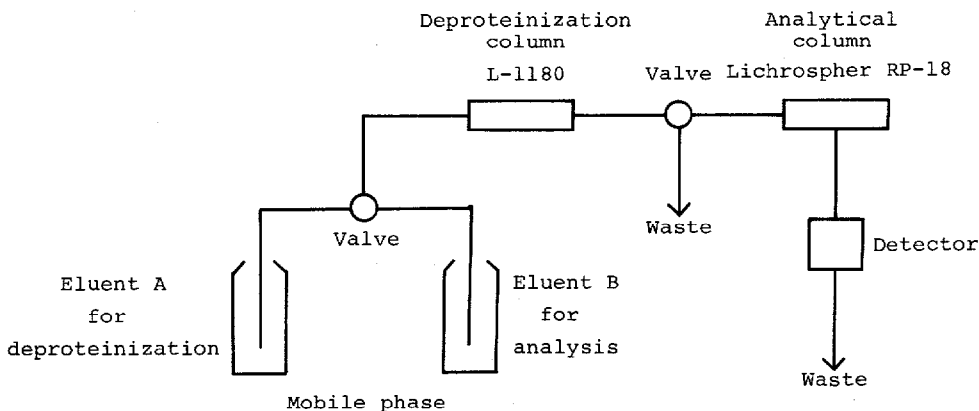 Deproteinization
column
L-1180
Valve
Analytical
column
Lichrospher RP-18
Valve
Waste
Detector
Eluent A
for
deproteinization
Eluent B
for
analysis
Waste
Mobile phase